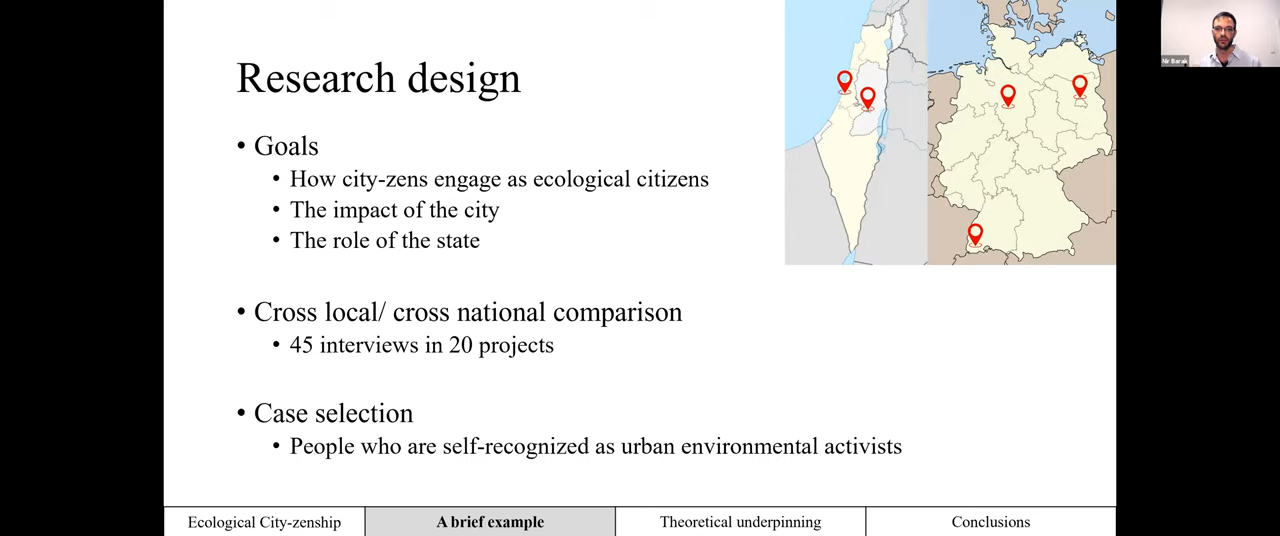 Research design
• Goals
• How city-zens engage as ecological citizens
• The impact of the city
• The role of the state
• Cross local/ cross national comparison
• 45 interviews in 20 projects
• Case selection
• People who are self-recognized as urban environmental activists
Ecological City-zenship
A brief example
Theoretical underpinning
Conclusions
Nir Barak